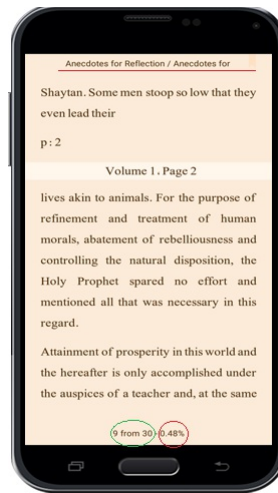 Anecdotes for Reflection / Anecdotes for
Shaytan. Some men stoop so low that they
even lead their
p : 2
Volume 1 . Page 2
lives akin to animals. For the purpose of
refinement and treatment of human
morals, abatement of rebelliousness and
controlling the natural disposition, the
Holy Prophet spared no effort and
mentioned all that was necessary in this
regard.
Attainment of prosperity in this world and
the hereafter is only accomplished under
the auspices of a teacher and, at the same
9 from 30 - 0.48%